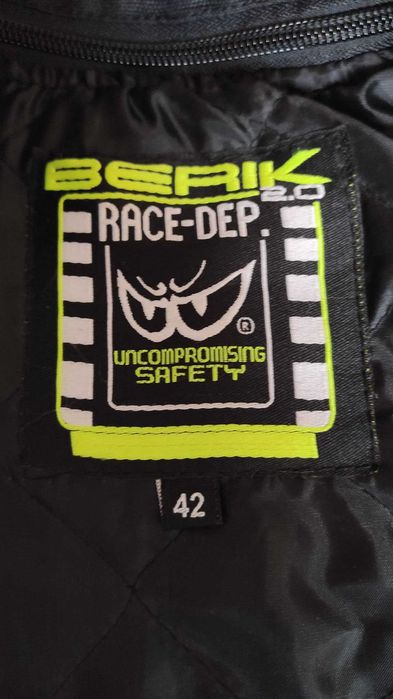 BERIK
2.0
RACE-DEP.
®
UNCOMPROMISING
SAFETY
42